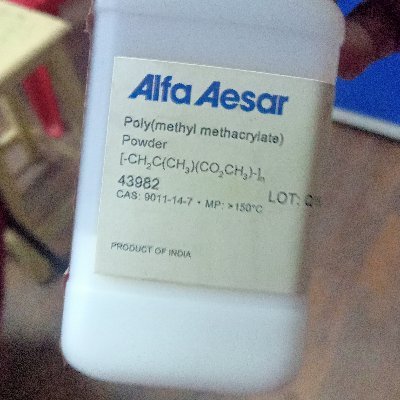 Alfa Aesar
Poly(methyl methacrylate)
Powder
[-CH₂C(CH₃)(CO₂CH₃)-]ₙ
43982 LOT:
CAS: 9011-14-7 • MP: >150°C
PRODUCT OF INDIA